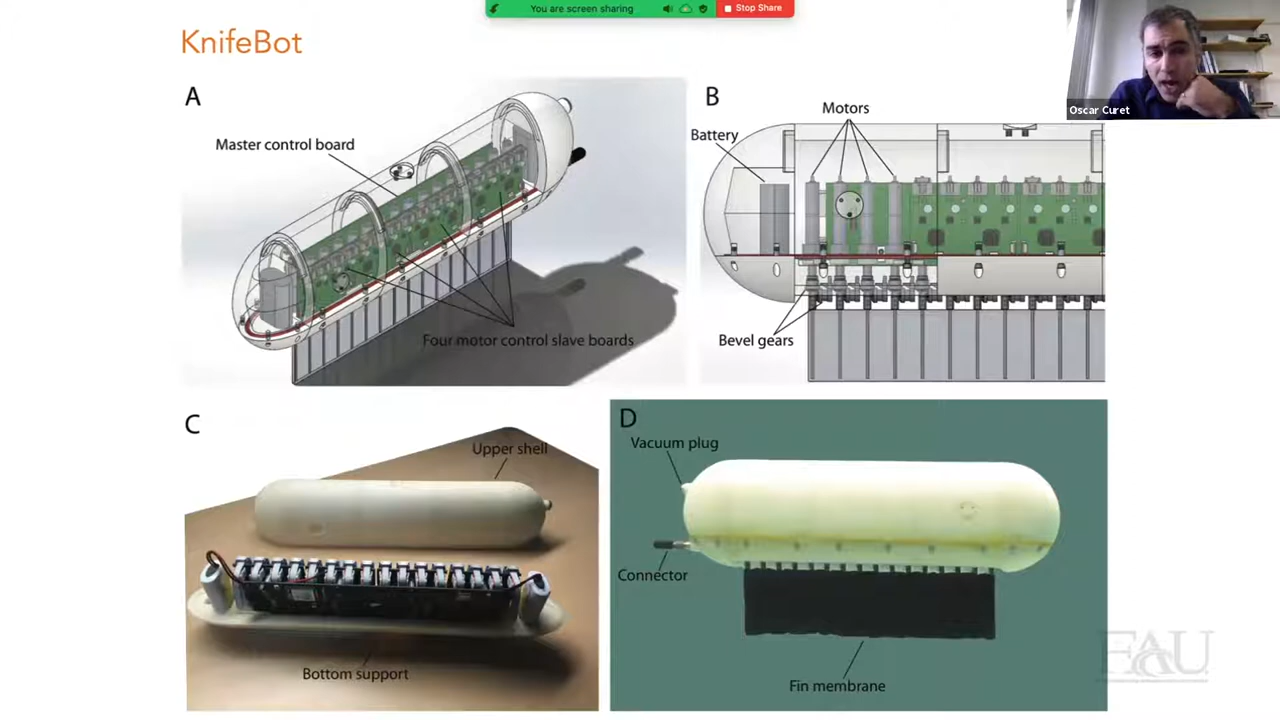 You are screen sharing
Stop Share
KnifeBot
Oscar Curet
A
Master control board
Four motor control slave boards
B
Motors
Battery
Bevel gears
C
Upper shell
Bottom support
D
Vacuum plug
Connector
Fin membrane
FAU